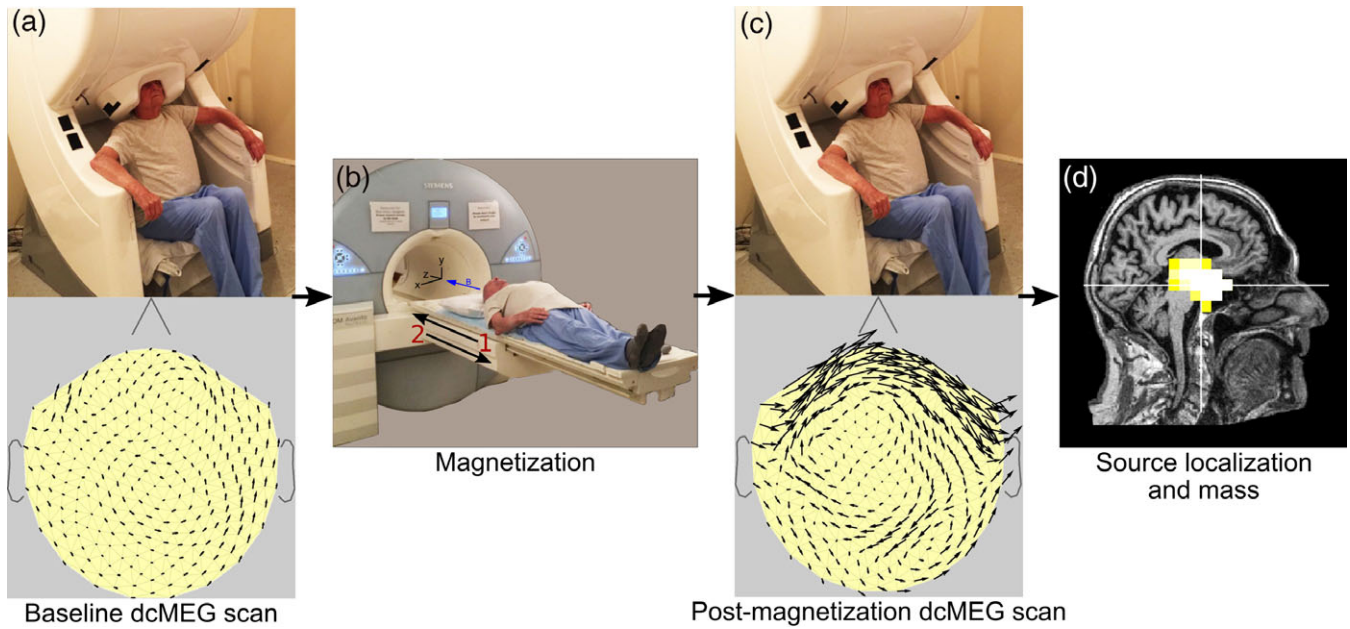 (a)
(b)
SIEMENS
z
y
x
B
2
1
Magnetization
(c)
(d)
Source localization
and mass
Baseline dcMEG scan
Post-magnetization dcMEG scan